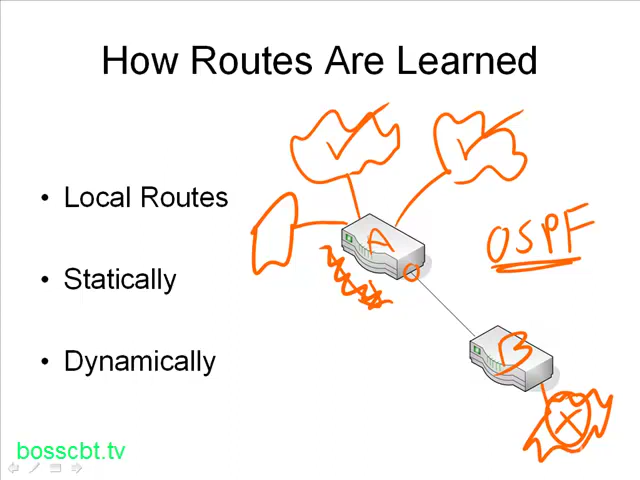 How Routes Are Learned
• Local Routes
• Statically
• Dynamically
A
OSPF
B
X
bosscbt.tv